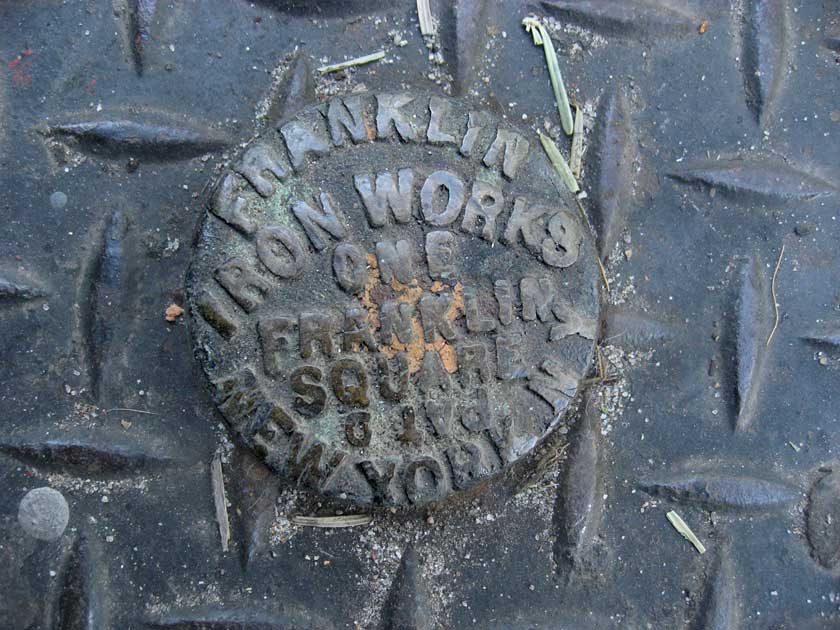 FRANKLIN
IRON WORKS
ONE
FRANKLIN
SQUARE
PAT'D
NEW YORK N.Y